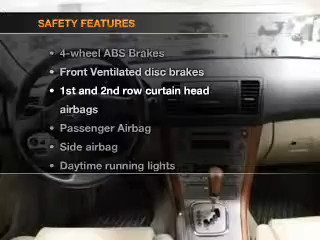 SAFETY FEATURES
• 4-wheel ABS Brakes
• Front Ventilated disc brakes
• 1st and 2nd row curtain head
airbags
• Passenger Airbag
• Side airbag
• Daytime running lights